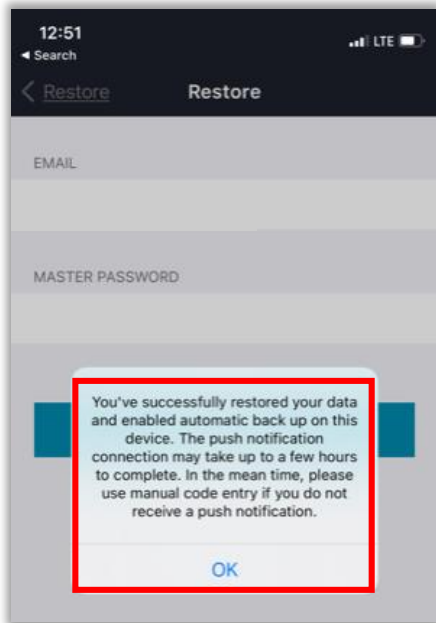 12:51
LTE
Search
Restore
Restore
EMAIL
MASTER PASSWORD
You've successfully restored your data
and enabled automatic back up on this
device. The push notification
connection may take up to a few hours
to complete. In the mean time, please
use manual code entry if you do not
receive a push notification.
OK